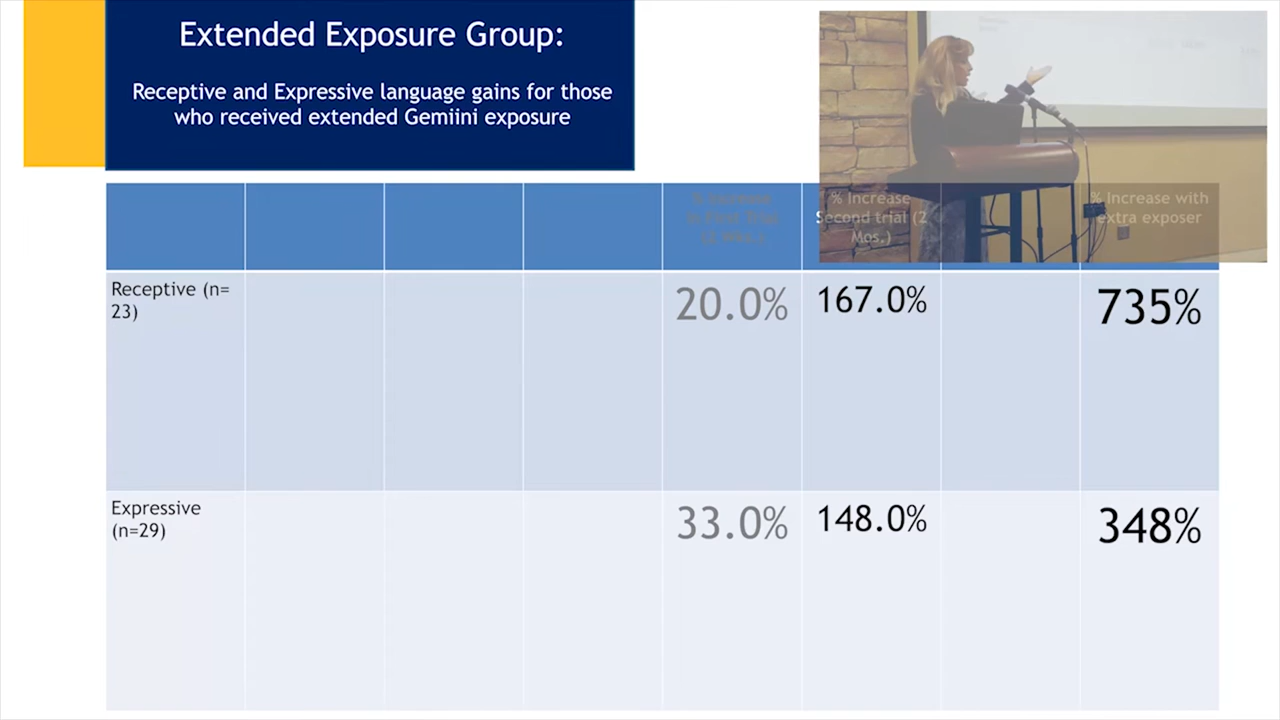 Extended Exposure Group:
Receptive and Expressive language gains for those
who received extended Gemiini exposure
% Increase
Second trial (2
Mos.)
% Increase with
extra exposer
Receptive (n=
23)
20.0%
167.0%
735%
Expressive
(n=29)
33.0%
148.0%
348%